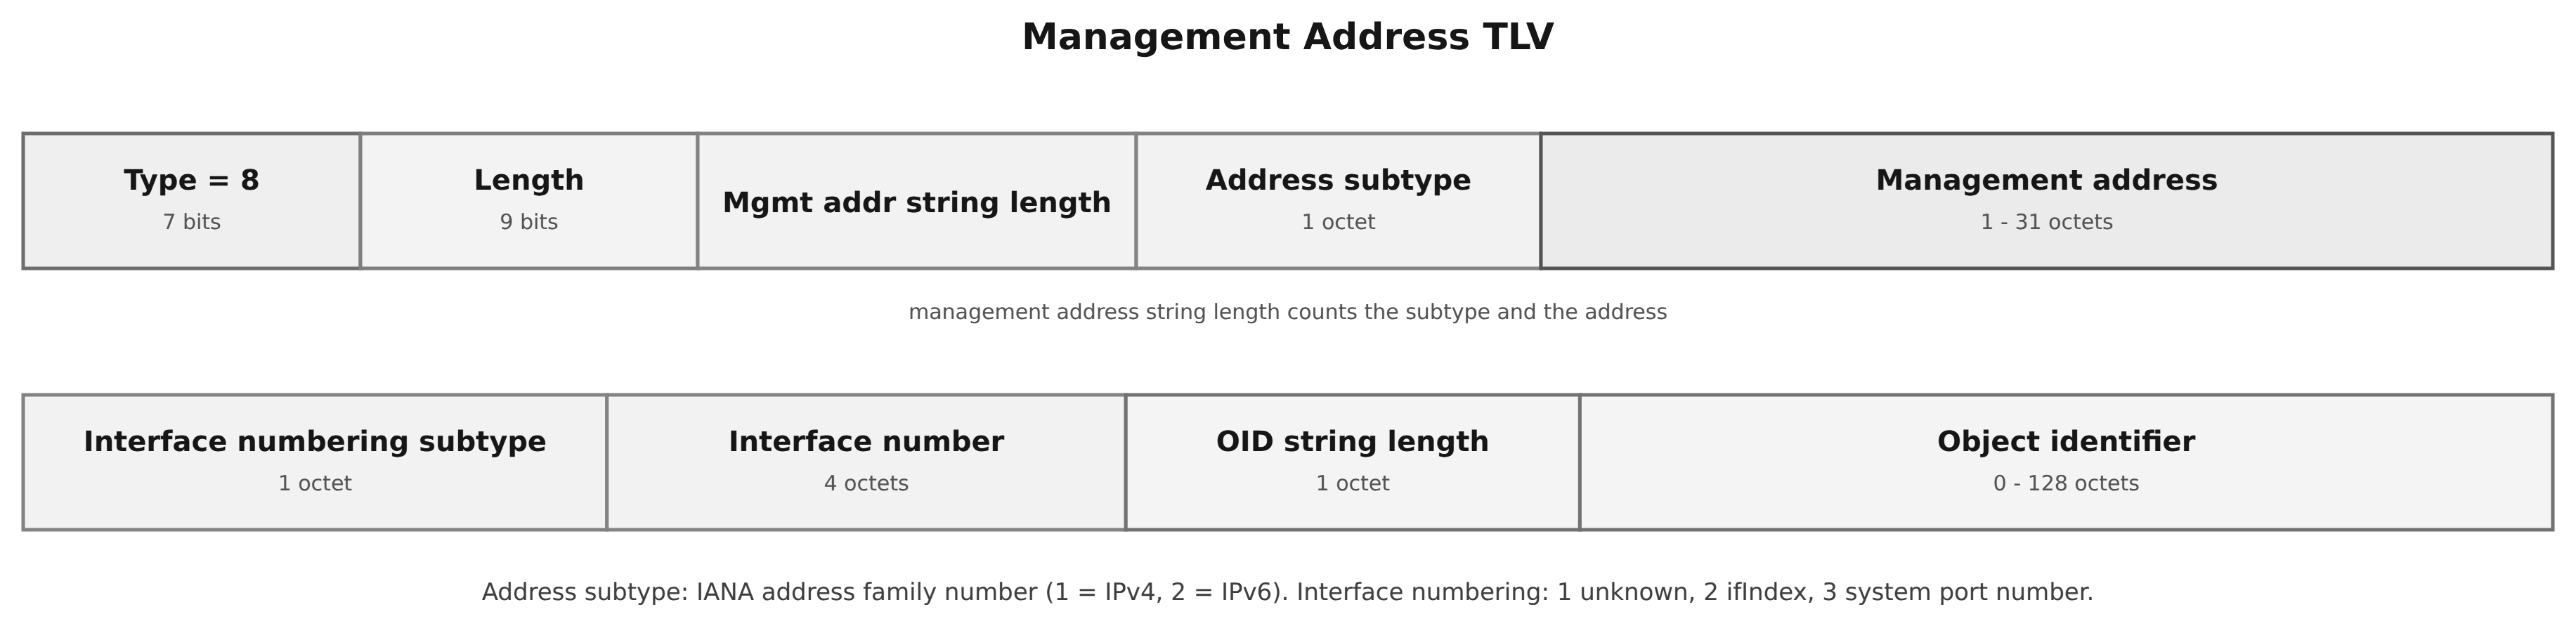 Management Address TLV
Type = 8
7 bits
Length
9 bits
Mgmt addr string length
Address subtype
1 octet
Management address
1 - 31 octets
management address string length counts the subtype and the address
Interface numbering subtype
1 octet
Interface number
4 octets
OID string length
1 octet
Object identifier
0 - 128 octets
Address subtype: IANA address family number (1 = IPv4, 2 = IPv6). Interface numbering: 1 unknown, 2 ifIndex, 3 system port number.